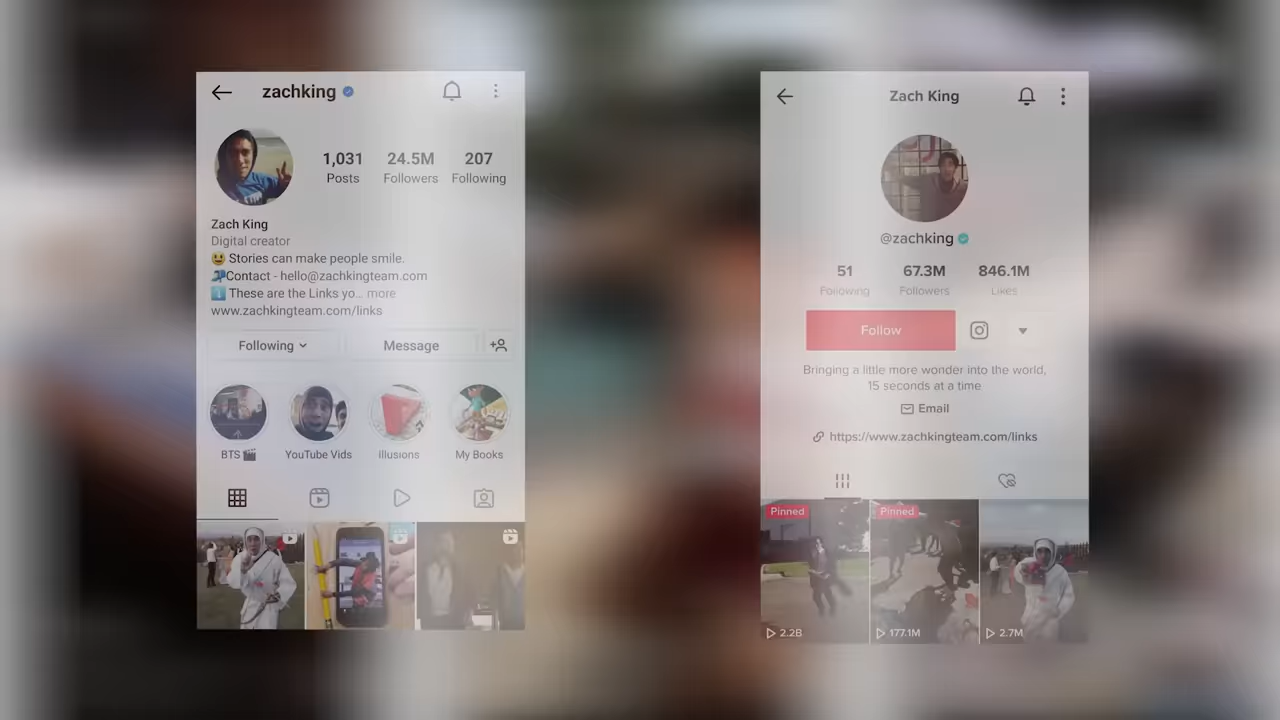 zachking
1,031 24.5M 207
Posts Followers Following
Zach King
Digital creator
Stories can make people smile.
Contact - hello@zachkingteam.com
These are the Links yo... more
www.zachkingteam.com/links
Following Message
BTS YouTube Vids illusions My Books
Zach King
@zachking
51 67.3M 846.1M
Following Followers Likes
Follow
Bringing a little more wonder into the world,
15 seconds at a time
Email
https://www.zachkingteam.com/links
Pinned Pinned
2.2B 177.1M 2.7M